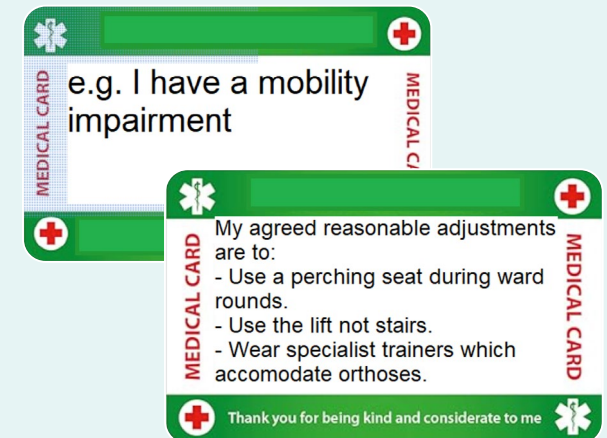 MEDICAL CARD
e.g. I have a mobility
impairment
MEDICAL CA
MEDICAL CARD
My agreed reasonable adjustments
are to:
- Use a perching seat during ward
rounds.
- Use the lift not stairs.
- Wear specialist trainers which
accomodate orthoses.
MEDICAL CARD
Thank you for being kind and considerate to me